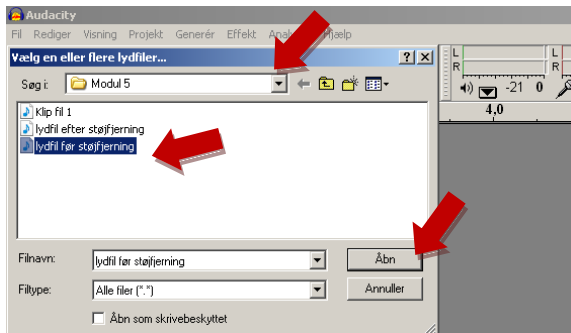 Audacity
Fil Rediger Visning Projekt Generér Effekt Hjælp
Vælg en eller flere lydfiler...
Søg i: Modul 5
Klip fil 1
lydfil efter støjfjerning
lydfil før støjfjerning
Filnavn: lydfil før støjfjerning Åbn
Filtype: Alle filer (*.*) Annuller
Åbn som skrivebeskyttet
L L
R R
-21 0
4,0